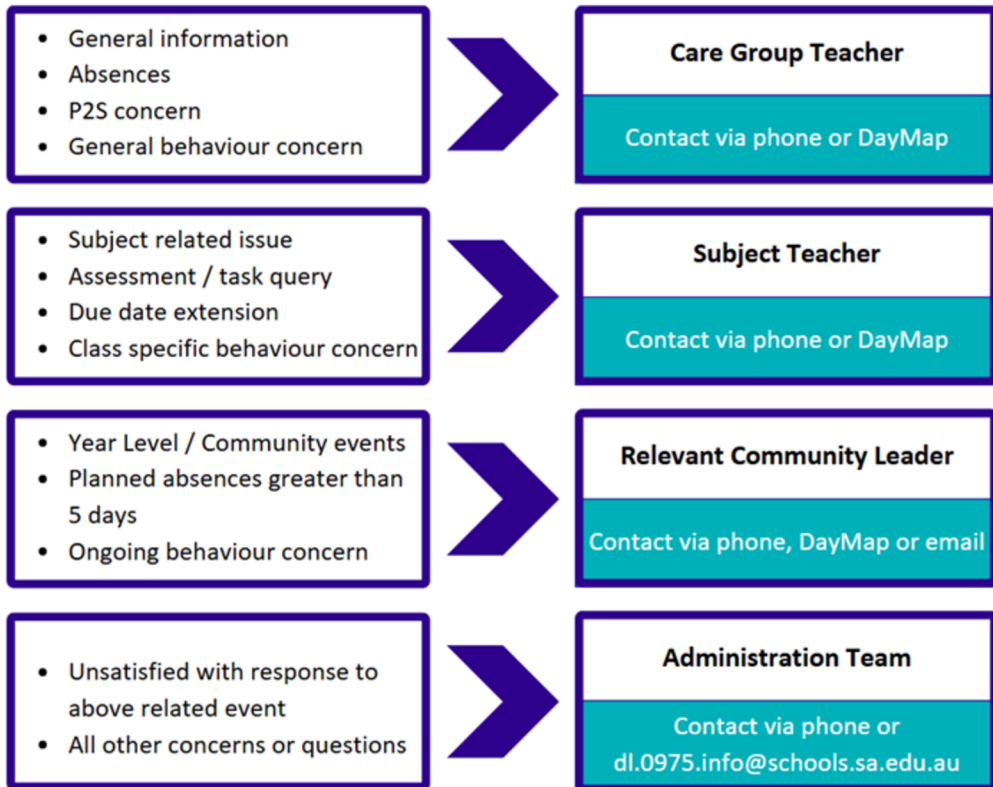 • General information
• Absences
• P2S concern
• General behaviour concern
Care Group Teacher
Contact via phone or DayMap
• Subject related issue
• Assessment / task query
• Due date extension
• Class specific behaviour concern
Subject Teacher
Contact via phone or DayMap
• Year Level / Community events
• Planned absences greater than
5 days
• Ongoing behaviour concern
Relevant Community Leader
Contact via phone, DayMap or email
• Unsatisfied with response to
above related event
• All other concerns or questions
Administration Team
Contact via phone or
dl.0975.info@schools.sa.edu.au